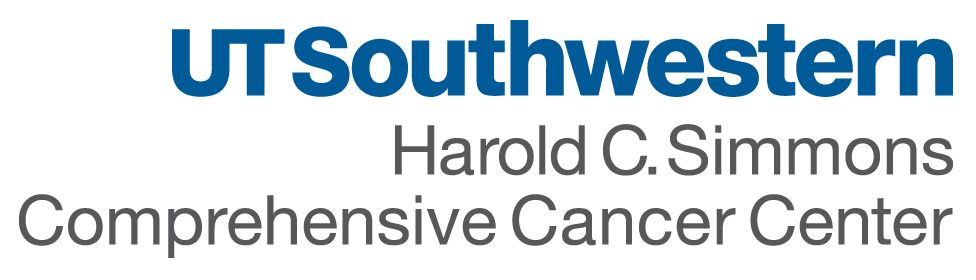 UTSouthwestern
Harold C. Simmons
Comprehensive Cancer Center